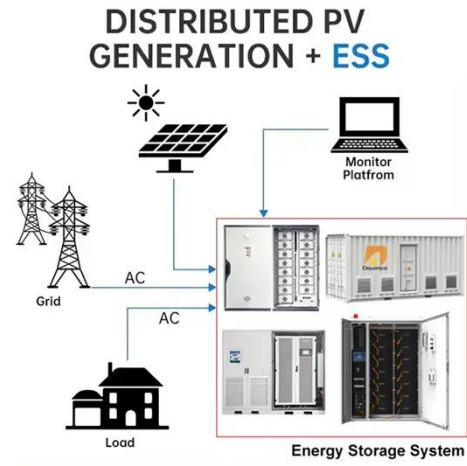 DISTRIBUTED PV
GENERATION + ESS
Monitor
Platfrom
Grid
AC
AC
Load
Energy Storage System